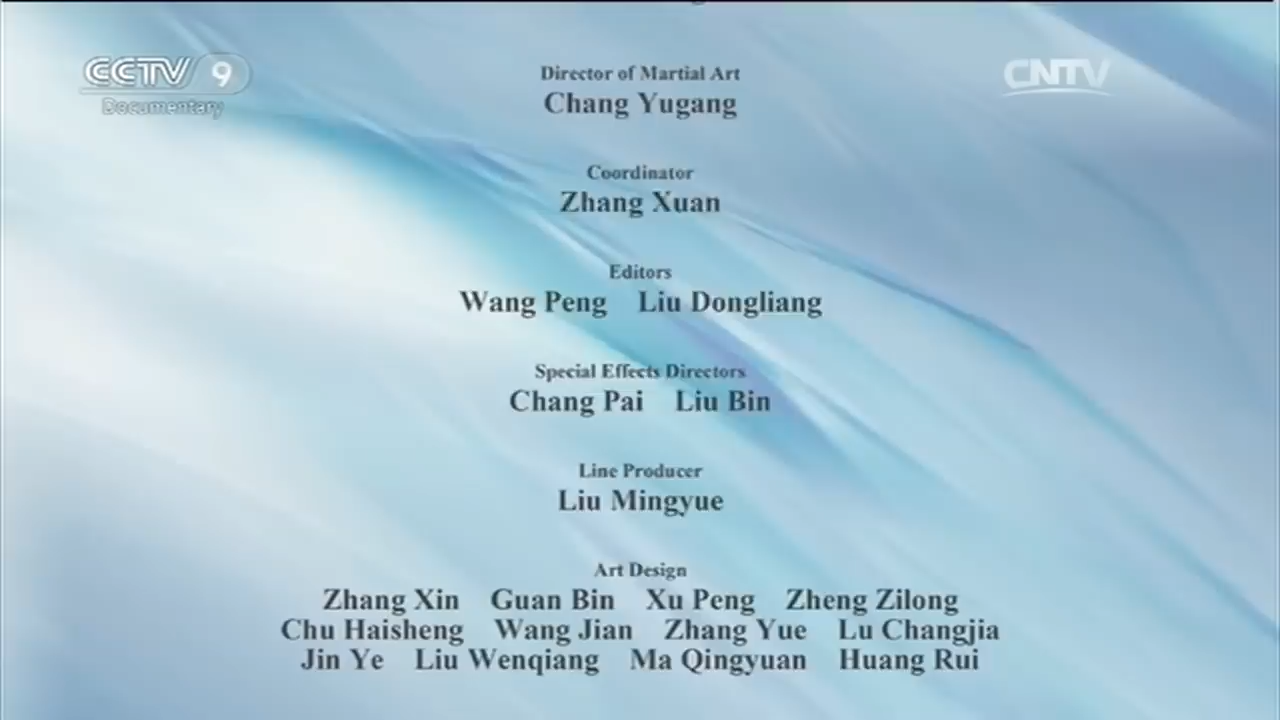 CCTV 9
Documentary
CNTV
Director of Martial Art
Chang Yugang
Coordinator
Zhang Xuan
Editors
Wang Peng Liu Dongliang
Special Effects Directors
Chang Pai Liu Bin
Line Producer
Liu Mingyue
Art Design
Zhang Xin Guan Bin Xu Peng Zheng Zilong
Chu Haisheng Wang Jian Zhang Yue Lu Changjia
Jin Ye Liu Wenqiang Ma Qingyuan Huang Rui